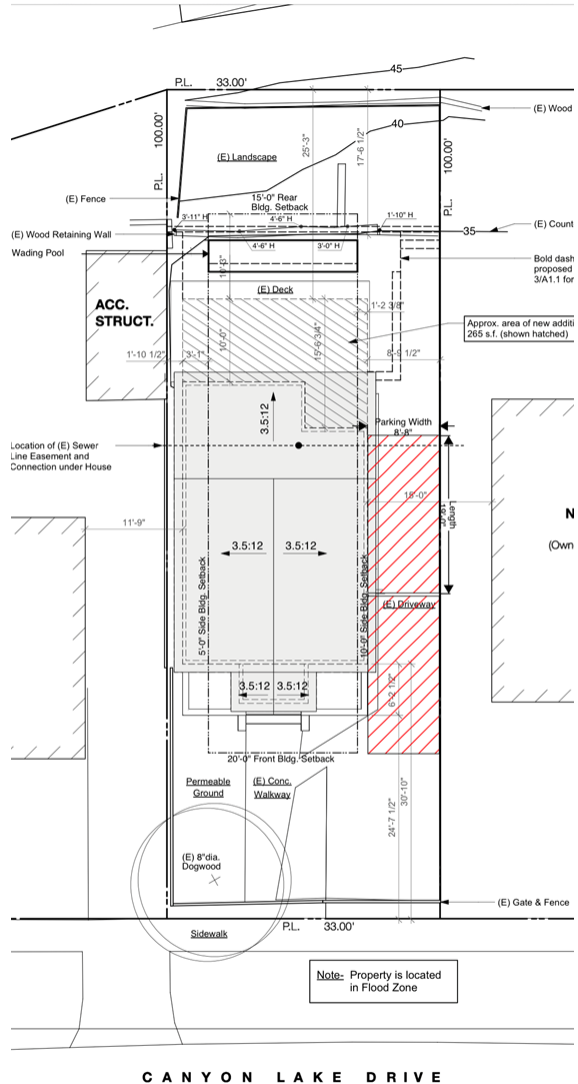 45
P.L. 33.00'
(E) Wood
40
100.00'
25'-3"
17'-6 1/2"
100.00'
(E) Landscape
P.L.
P.L.
(E) Fence
15'-0" Rear
Bldg. Setback
3'-11" H
4'-6" H
1'-10" H
(E) Wood Retaining Wall
35
(E) Count
4'-6" H
3'-0" H
Wading Pool
Bold dash
proposed
3/A1.1 for
(E) Deck
ACC.
STRUCT.
1'-2 3/8"
Approx. area of new additi
265 s.f. (shown hatched)
10'-0"
15'-6 3/4"
1'-10 1/2"
3'-1"
8'-9 1/2"
3.5:12
Parking Width
8'-8"
Location of (E) Sewer
Line Easement and
Connection under House
15'-0"
Length
19'-0"
N
(Own
11'-9"
3.5:12
3.5:12
5'-0" Side Bldg. Setback
10'-0" Side Bldg. Setback
(E) Driveway
3.5:12
3.5:12
6'-2 1/2"
20'-0" Front Bldg. Setback
Permeable
Ground
(E) Conc.
Walkway
24'-7 1/2"
30'-10"
(E) 8"dia.
Dogwood
(E) Gate & Fence
Sidewalk
P.L. 33.00'
Note- Property is located
in Flood Zone
CANYON LAKE DRIVE